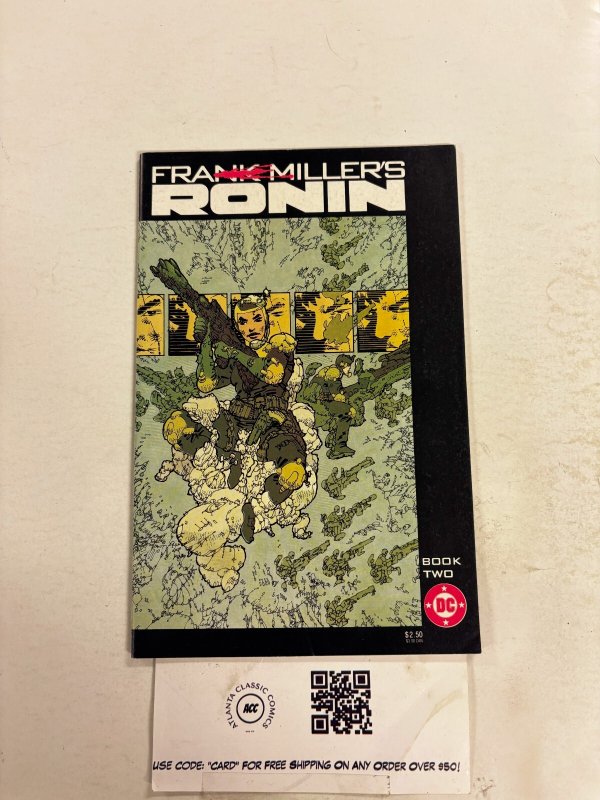 FRANK MILLER'S
RONIN
BOOK
TWO
DC
$2.50
ATLANTA CLASSIC COMICS
ACC
USE CODE: "CARD" FOR FREE SHIPPING ON ANY ORDER OVER $50!